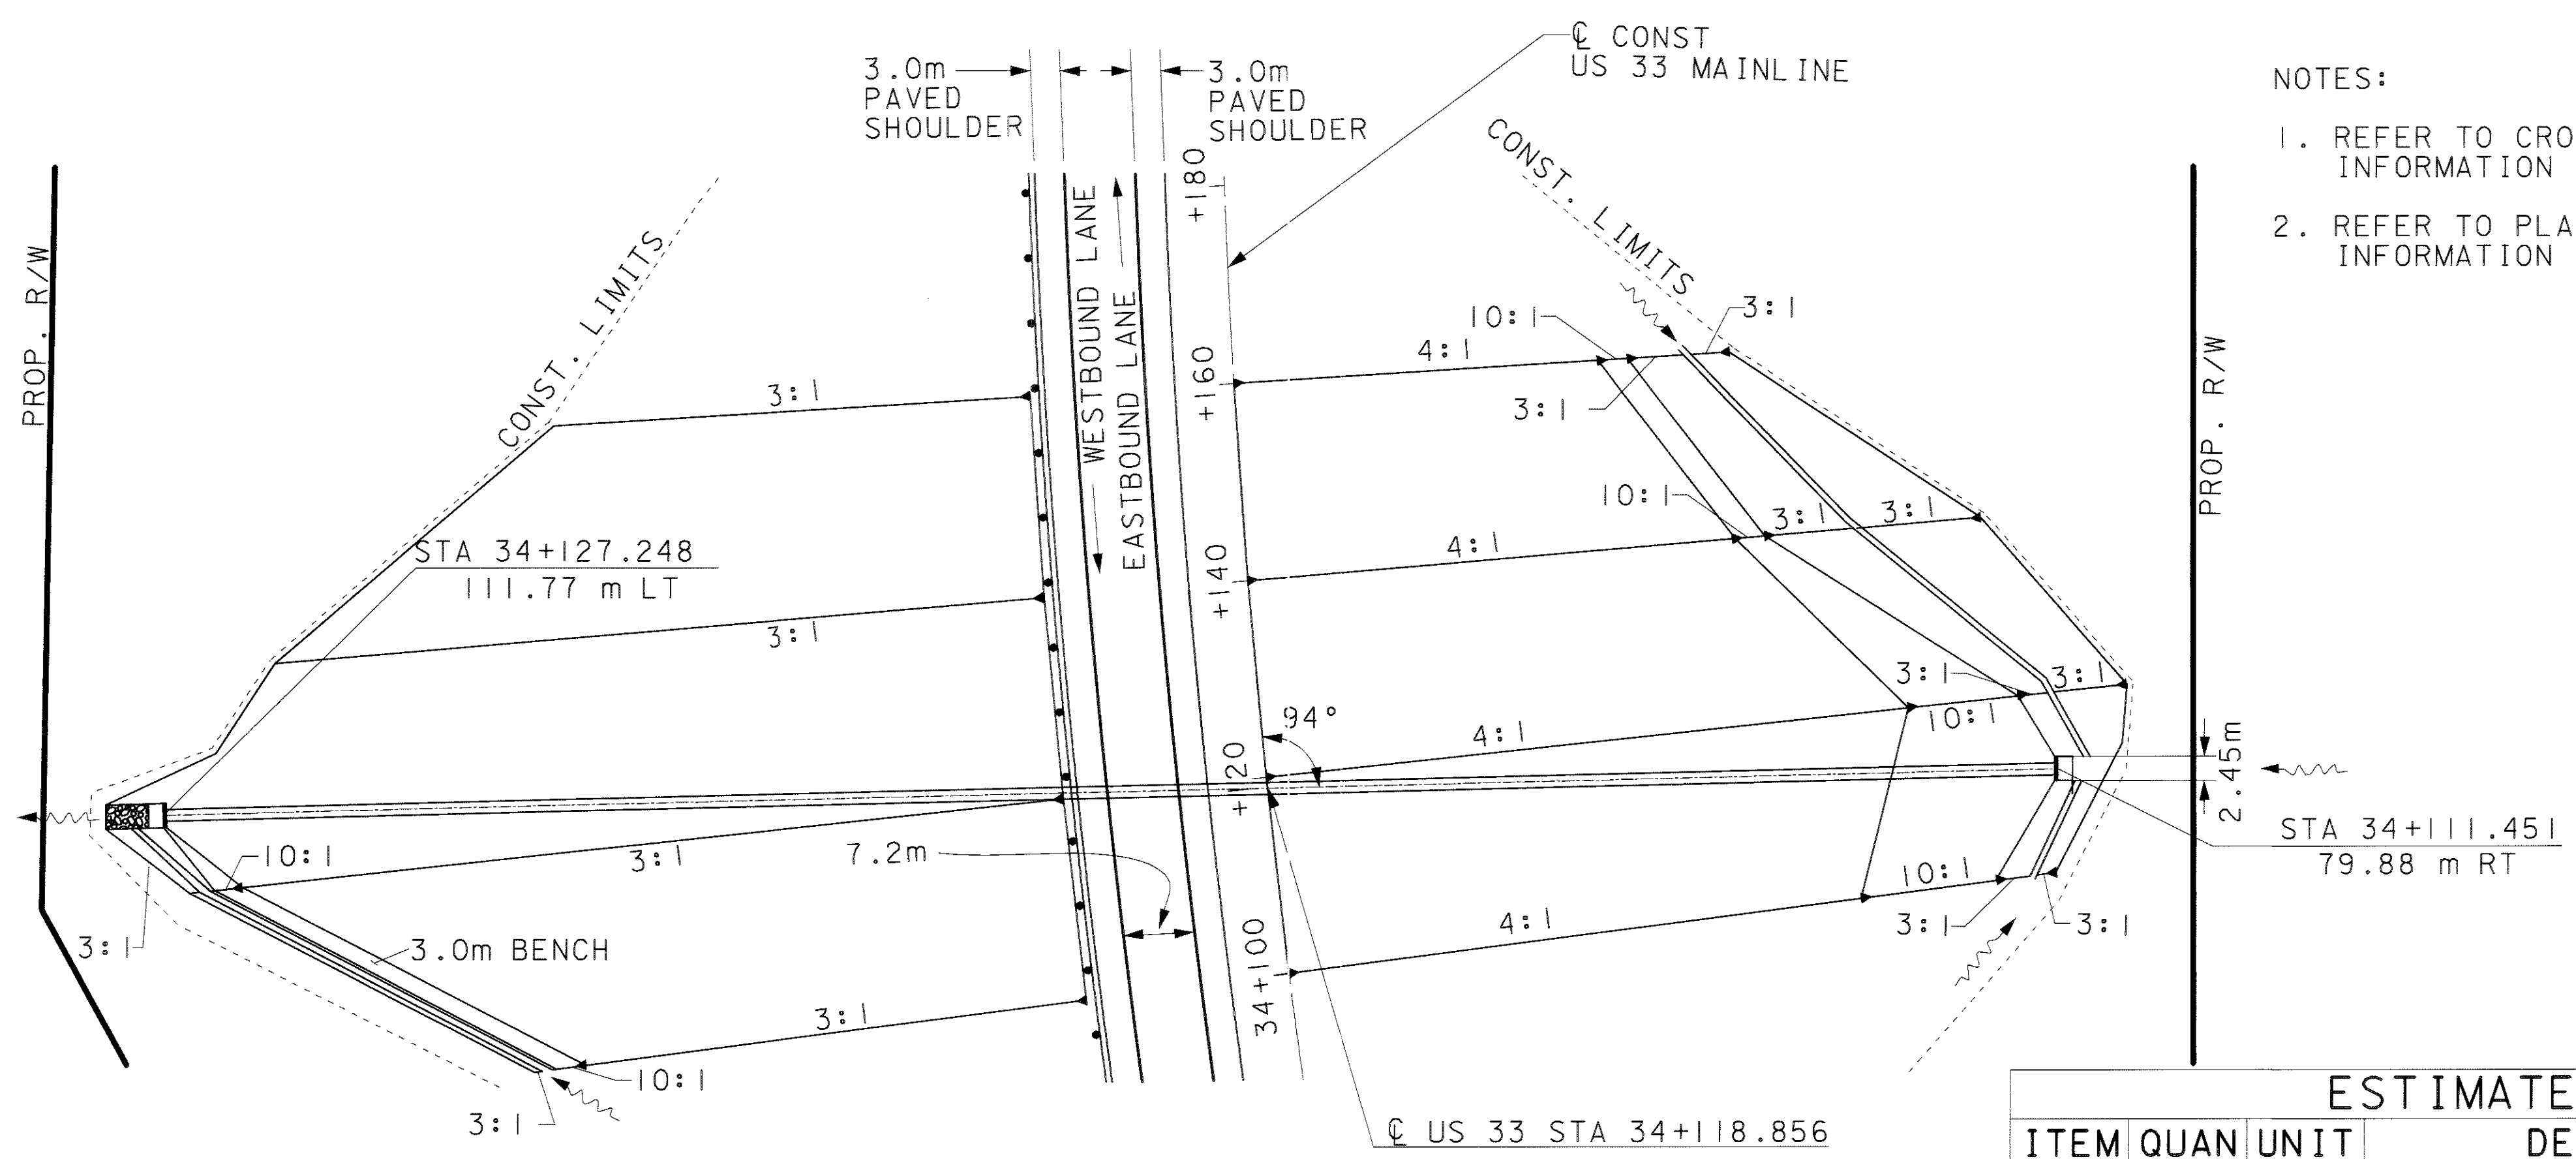 3.0m
PAVED
SHOULDER
3.0m
PAVED
SHOULDER
℄ CONST
US 33 MAINLINE
NOTES:
1. REFER TO CRO
INFORMATION
2. REFER TO PLA
INFORMATION
PROP. R/W
CONST. LIMITS
WESTBOUND LANE
EASTBOUND LANE
+180
+160
+140
+120
34+100
CONST. LIMITS
PROP. R/W
10:1
3:1
4:1
3:1
3:1
10:1
3:1
3:1
4:1
STA 34+127.248
111.77 m LT
3:1
94°
3:1
3:1
10:1
4:1
2.45m
STA 34+111.451
79.88 m RT
10:1
3:1
7.2m
10:1
4:1
3:1
3:1
3:1
3.0m BENCH
3:1
10:1
3:1
℄ US 33 STA 34+118.856
ESTIMATE
ITEM QUAN UNIT DE